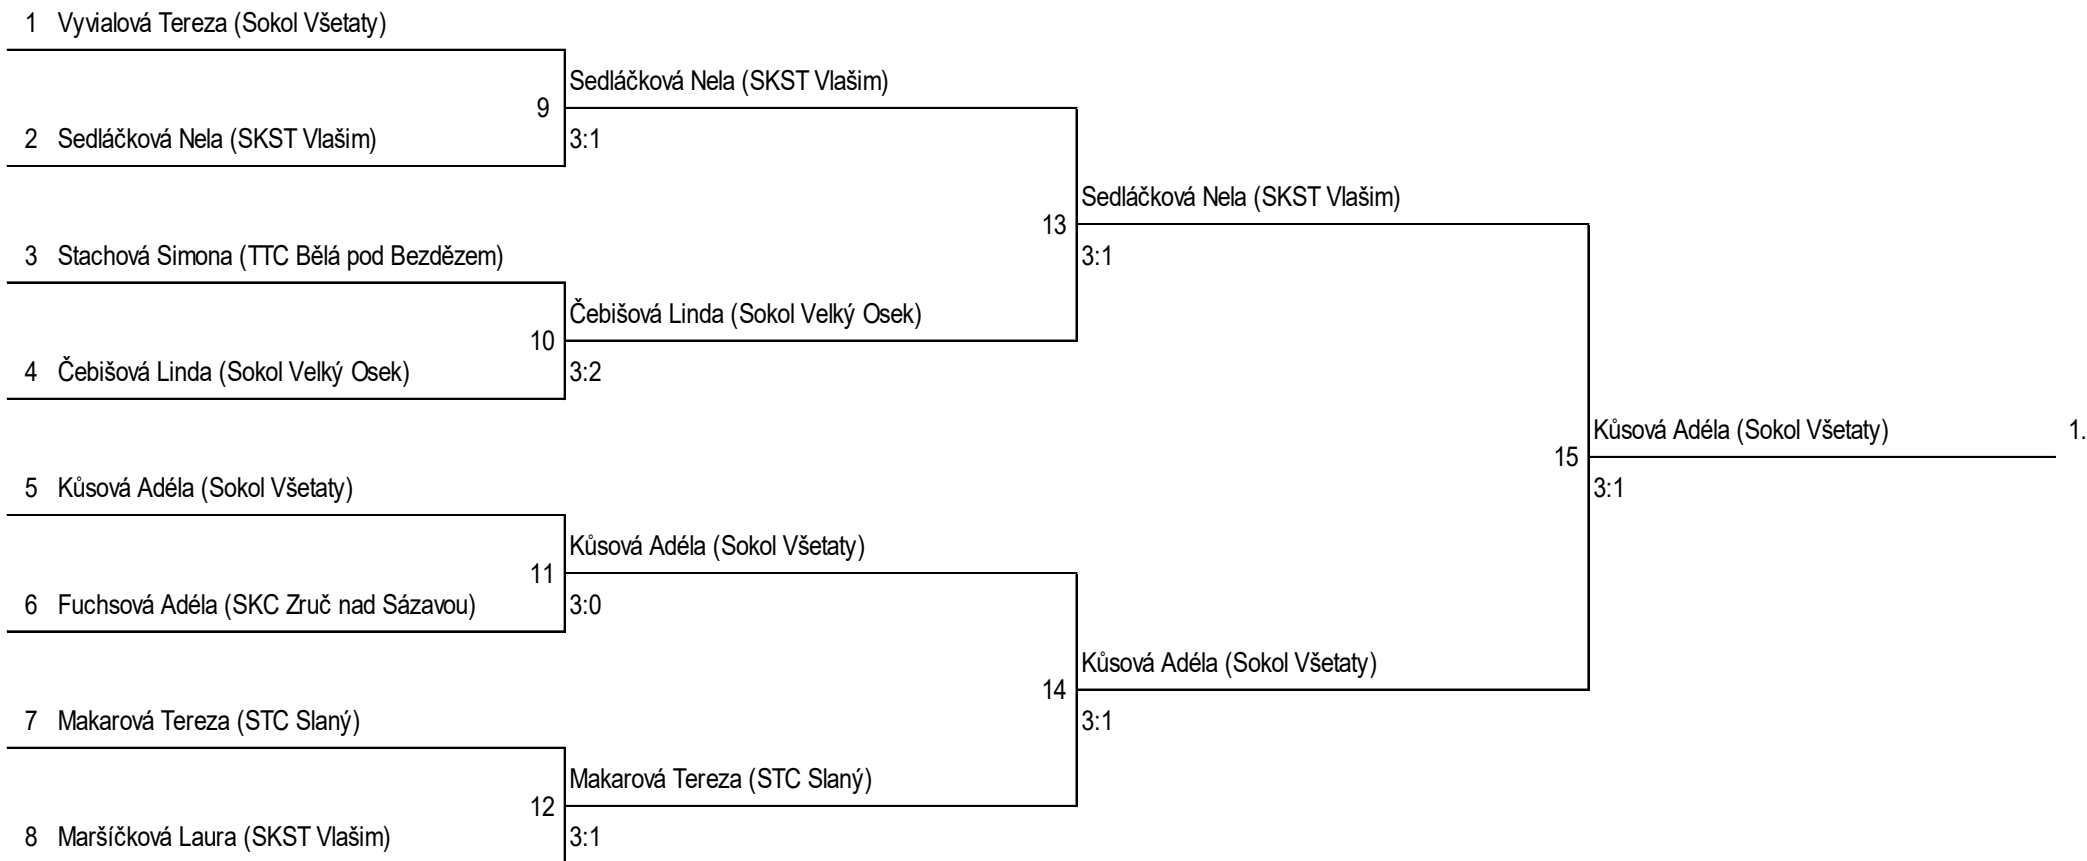 1 Vyvialová Tereza (Sokol Všetaty)
Sedláčková Nela (SKST Vlašim)
9
2 Sedláčková Nela (SKST Vlašim)
3:1
Sedláčková Nela (SKST Vlašim)
13
3 Stachová Simona (TTC Bělá pod Bezdězem)
3:1
Čebišová Linda (Sokol Velký Osek)
10
4 Čebišová Linda (Sokol Velký Osek)
3:2
Kůsová Adéla (Sokol Všetaty) 1.
15
5 Kůsová Adéla (Sokol Všetaty)
3:1
Kůsová Adéla (Sokol Všetaty)
11
6 Fuchsová Adéla (SKC Zruč nad Sázavou)
3:0
Kůsová Adéla (Sokol Všetaty)
14
7 Makarová Tereza (STC Slaný)
3:1
Makarová Tereza (STC Slaný)
12
8 Maršíčková Laura (SKST Vlašim)
3:1